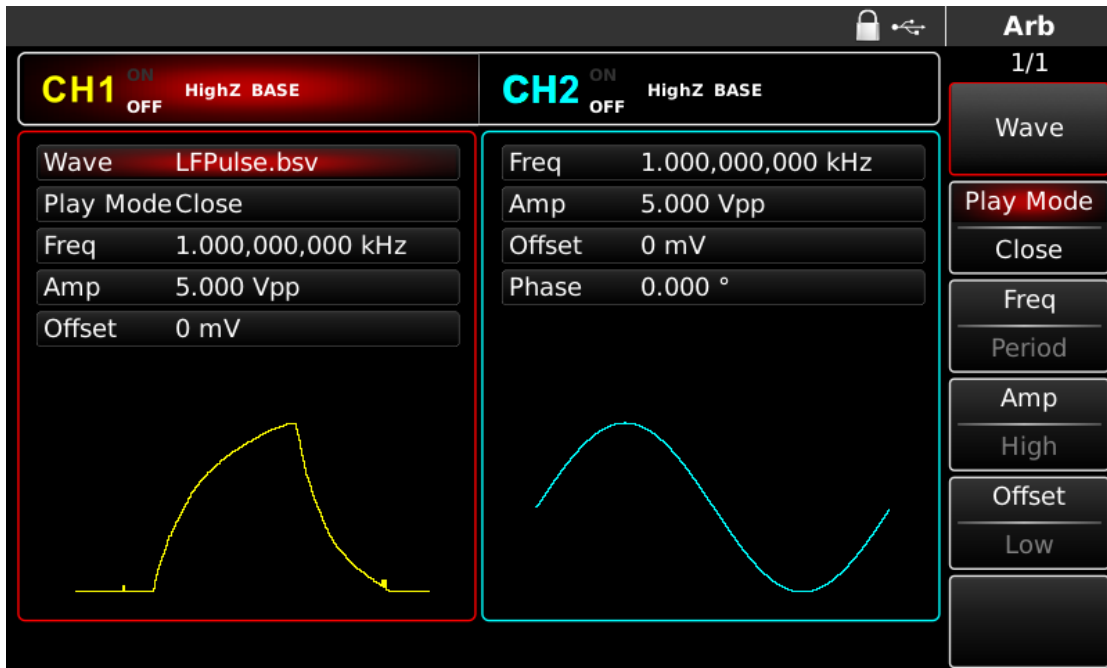 Arb
1/1
CH1 ON OFF HighZ BASE
CH2 ON OFF HighZ BASE
Wave LFPulse.bsv
Play Mode Close
Freq 1.000,000,000 kHz
Amp 5.000 Vpp
Offset 0 mV
Freq 1.000,000,000 kHz
Amp 5.000 Vpp
Offset 0 mV
Phase 0.000 °
Wave
Play Mode
Close
Freq
Period
Amp
High
Offset
Low